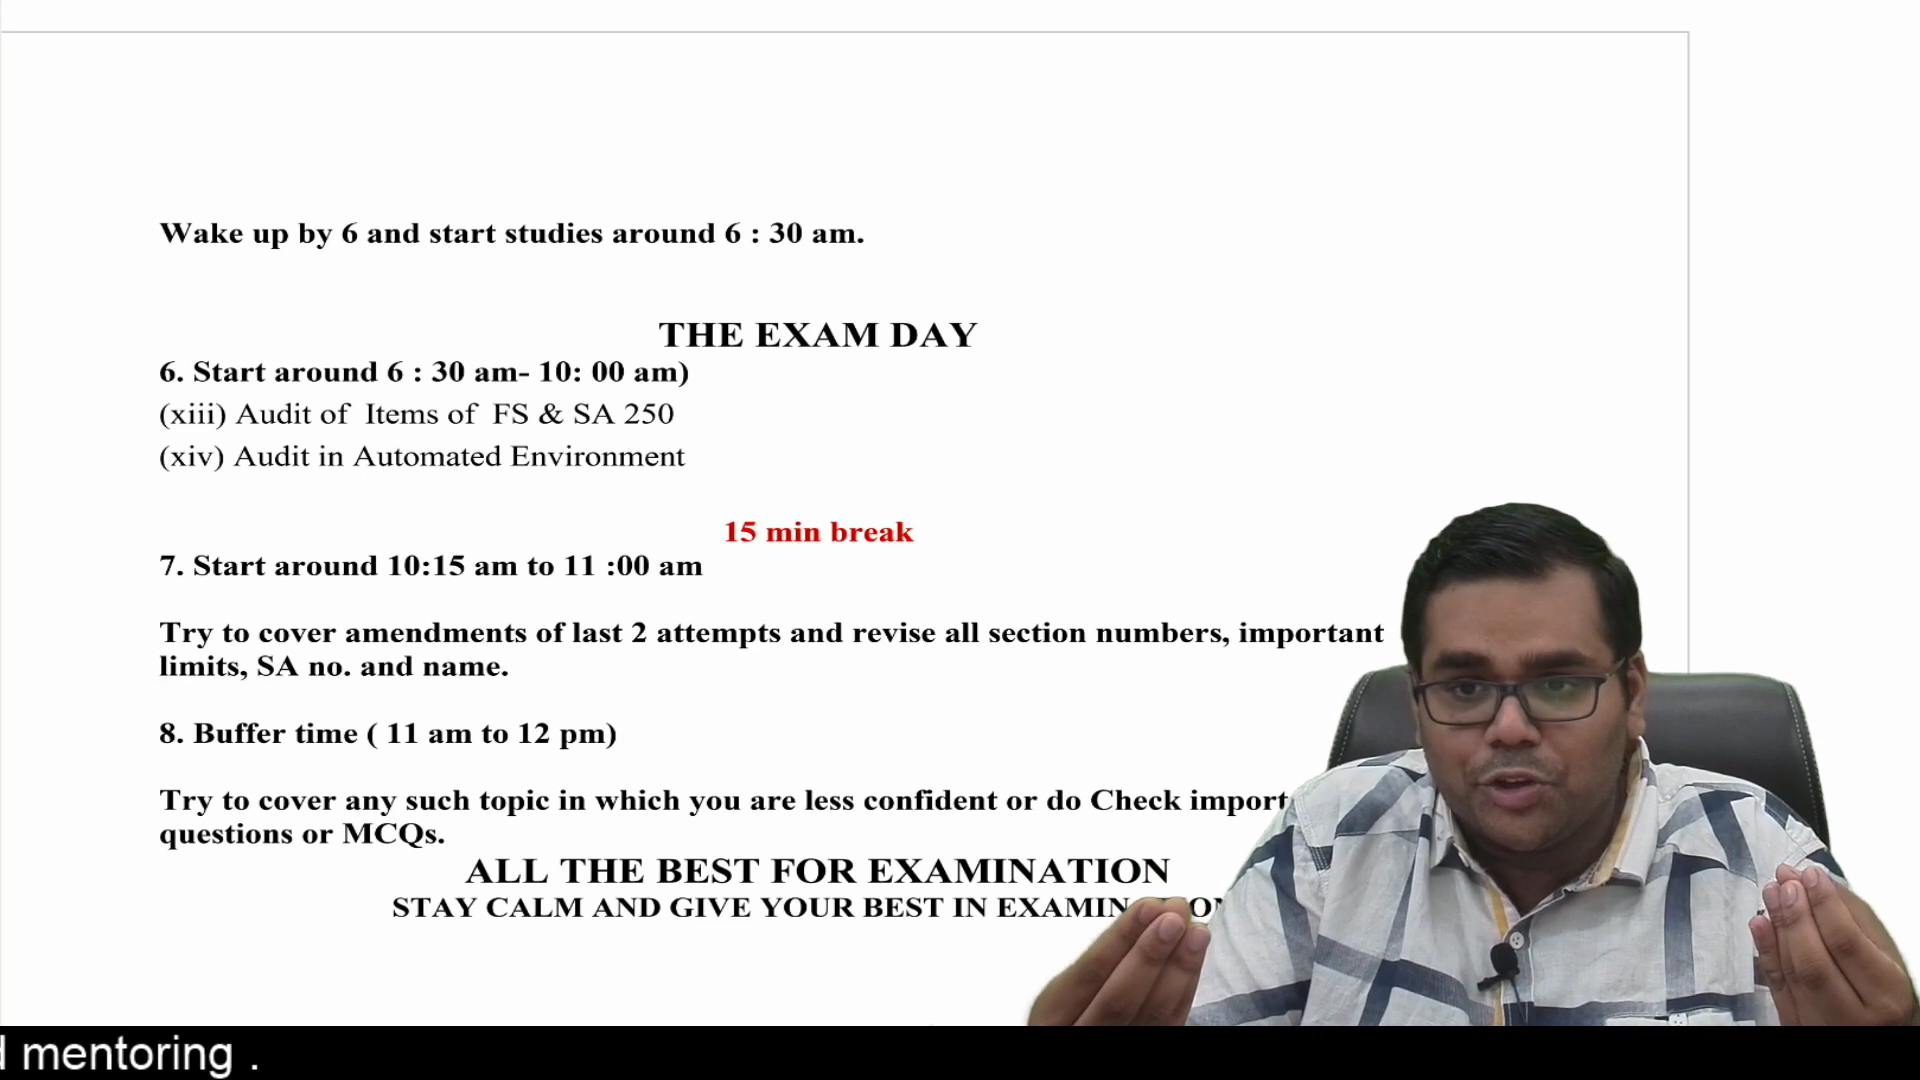 Wake up by 6 and start studies around 6 : 30 am.
THE EXAM DAY
6. Start around 6 : 30 am- 10: 00 am)
(xiii) Audit of Items of FS & SA 250
(xiv) Audit in Automated Environment
15 min break
7. Start around 10:15 am to 11 :00 am
Try to cover amendments of last 2 attempts and revise all section numbers, important
limits, SA no. and name.
8. Buffer time ( 11 am to 12 pm)
Try to cover any such topic in which you are less confident or do Check
questions or MCQs.
ALL THE BEST FOR EXAMINATION
STAY CALM AND GIVE YOUR BEST IN
mentoring .